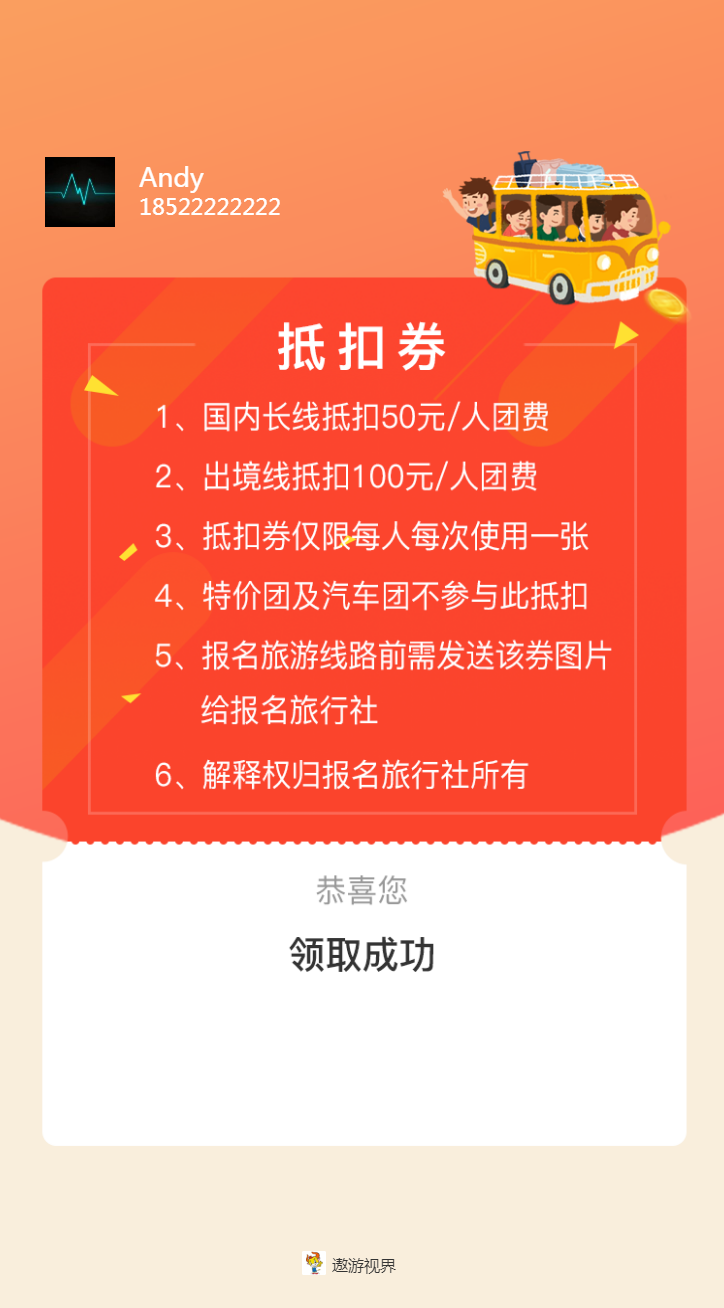 Andy
18522222222
抵扣券
1、国内长线抵扣50元/人团费
2、出境线抵扣100元/人团费
3、抵扣券仅限每人每次使用一张
4、特价团及汽车团不参与此抵扣
5、报名旅游线路前需发送该券图片
给报名旅行社
6、解释权归报名旅行社所有
恭喜您
领取成功
遨游视界